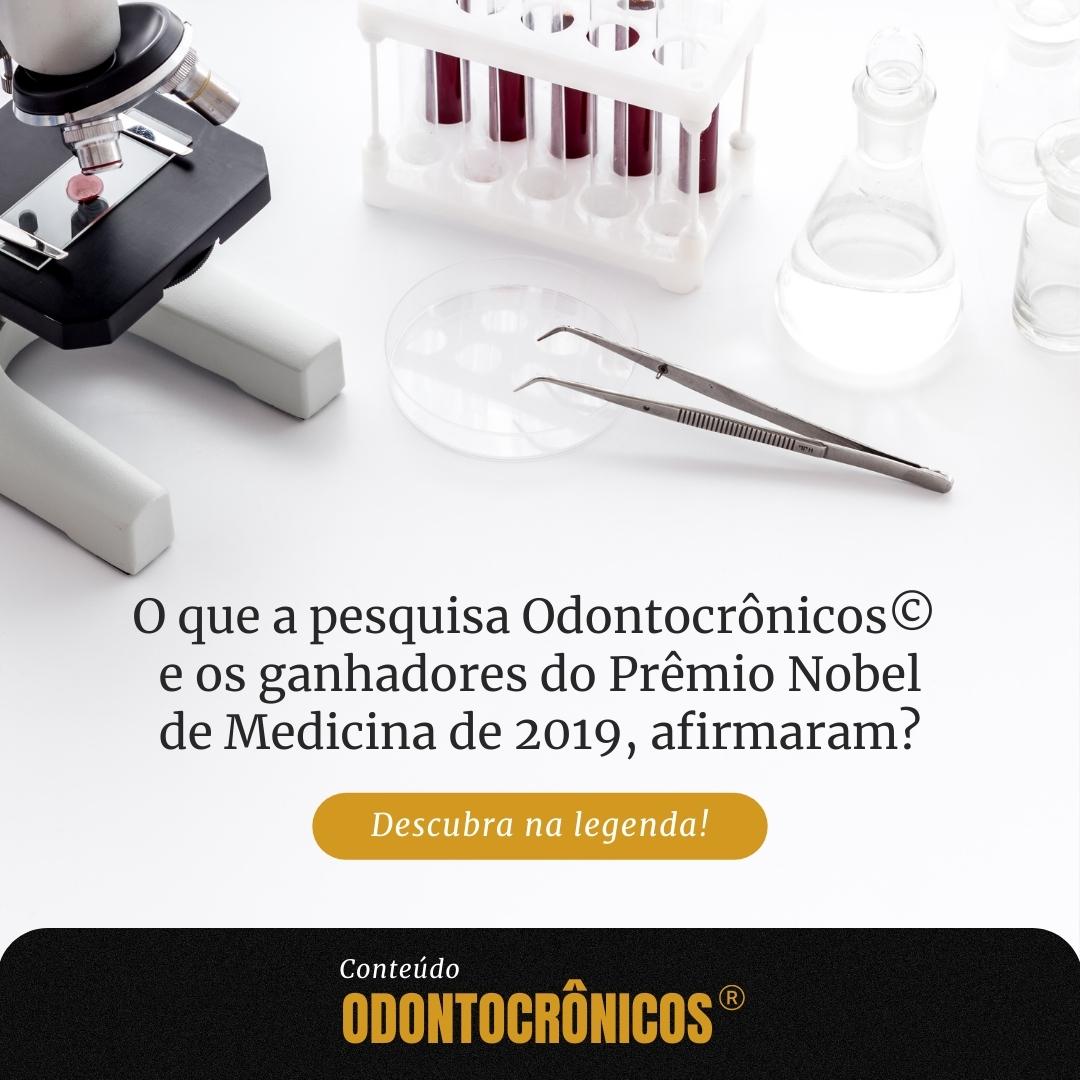 O que a pesquisa Odontocrônicos©
e os ganhadores do Prêmio Nobel
de Medicina de 2019, afirmaram?
Descubra na legenda!
Conteúdo
ODONTOCRÔNICOS®